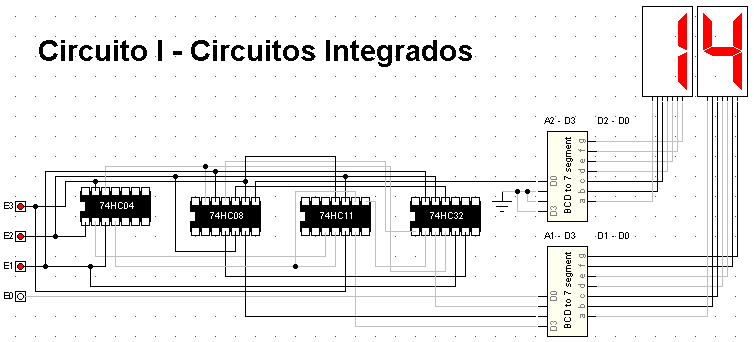 Circuito I - Circuitos Integrados
14
A2 - D3 D2 - D0
D0
D3
BCD to 7 segment
a b c d e f g
E3
E2
E1
E0
74HC04
74HC08
74HC11
74HC32
A1 - D3 D1 - D0
D0
D3
BCD to 7 segment
a b c d e f g